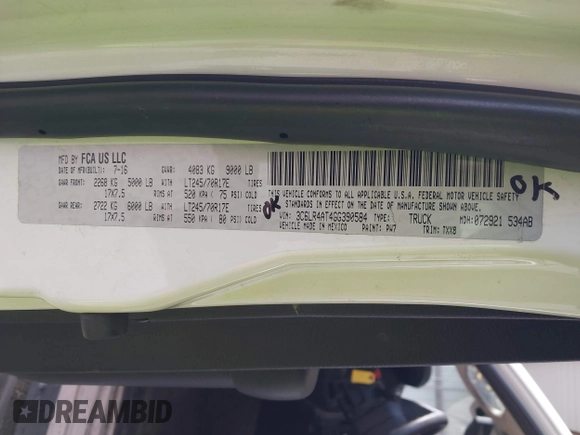 MFD BY FCA US LLC
DATE OF MFR(BUILT): 7-16 GVWR: 4083 KG 9000 LB
GAWR FRONT: 2268 KG 5000 LB LT245/70R17E TIRES
17X7.5 RIMS AT 520 KPA / 75 PSI COLD
GAWR REAR: 2722 KG 6000 LB LT245/70R17E TIRES
17X7.5 RIMS AT 550 KPA / 80 PSI COLD
THIS VEHICLE CONFORMS TO ALL APPLICABLE U.S.A. FEDERAL MOTOR VEHICLE SAFETY
STANDARDS IN EFFECT ON THE DATE OF MANUFACTURE SHOWN ABOVE.
VIN: 3C6LR4AT4GG390584 TYPE: TRUCK MDH: 072921 534AB
VEHICLE MADE IN MEXICO PAINT: PW7 TRIM: TXX8
OK
OK
DREAMBID